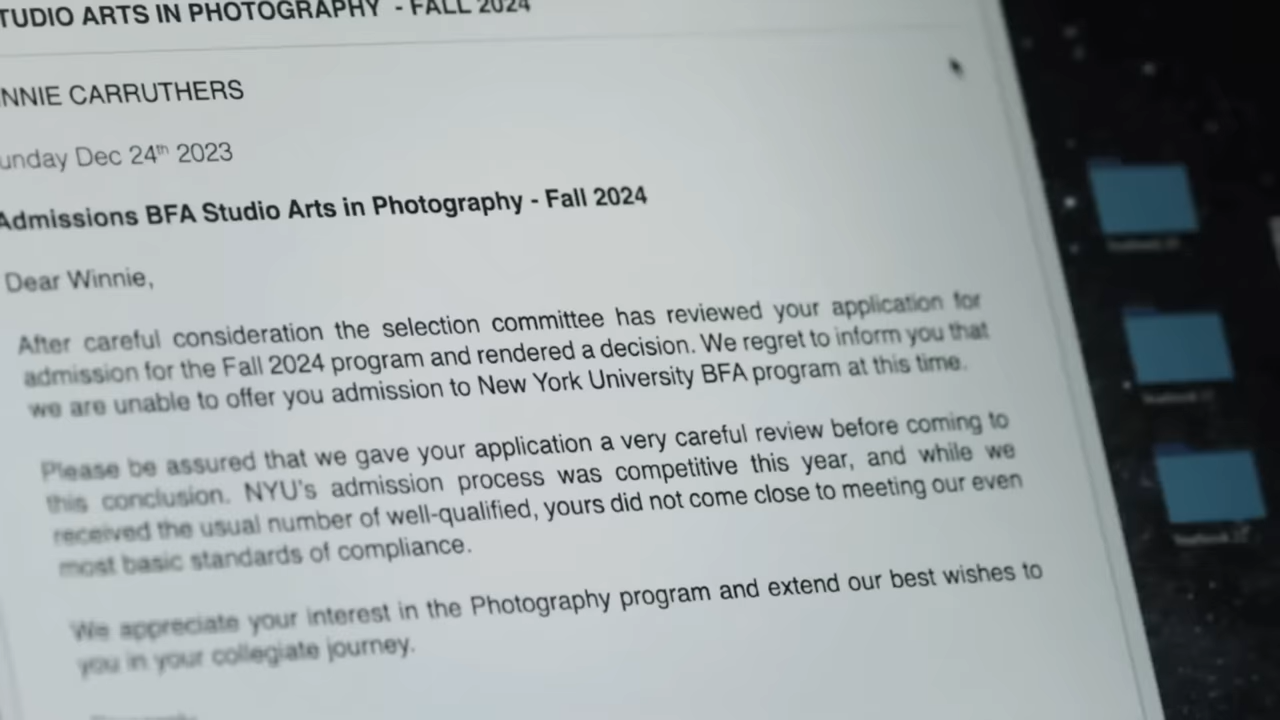 TUDIO ARTS IN PHOTOGRAPHY - FALL 2024
NNIE CARRUTHERS
unday Dec 24th 2023
Admissions BFA Studio Arts in Photography - Fall 2024
Dear Winnie,
After careful consideration the selection committee has reviewed your application for
admission for the Fall 2024 program and rendered a decision. We regret to inform you that
we are unable to offer you admission to New York University BFA program at this time.
Please be assured that we gave your application a very careful review before coming to
this conclusion. NYU's admission process was competitive this year, and while we
received the usual number of well-qualified, yours did not come close to meeting our even
most basic standards of compliance.
We appreciate your interest in the Photography program and extend our best wishes to
you in your collegiate journey.